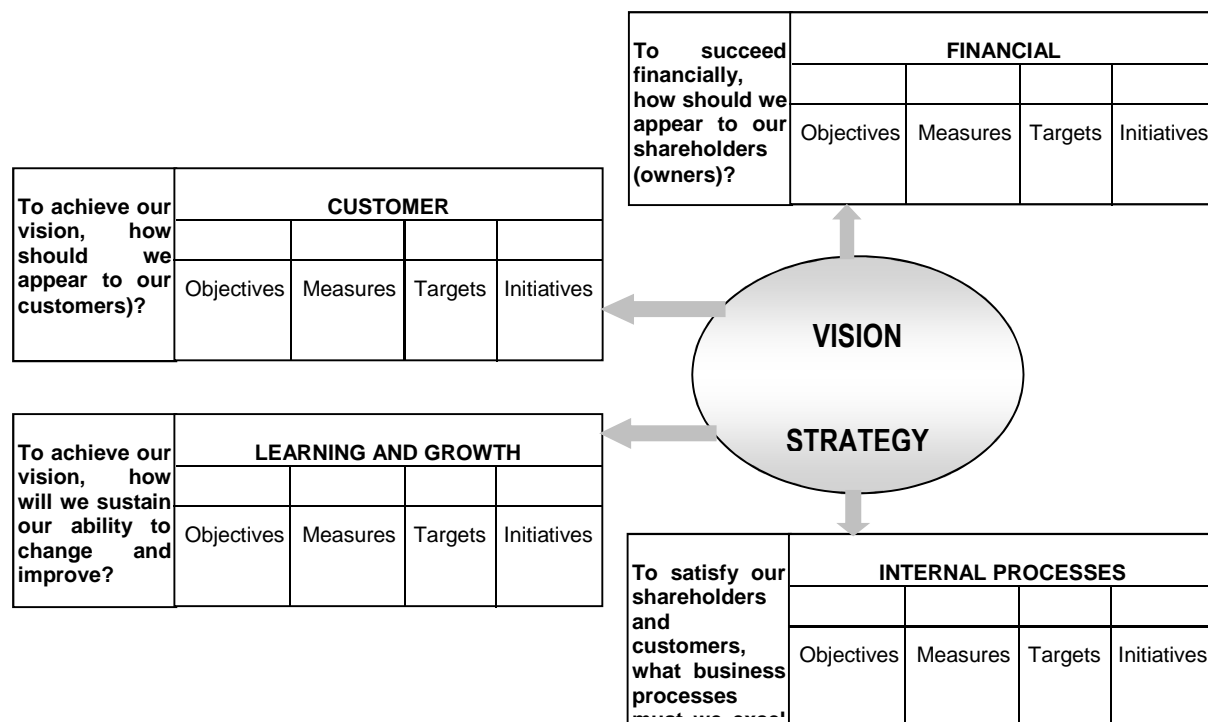 To succeed
financially,
how should we
appear to our
shareholders
(owners)?
FINANCIAL
Objectives Measures Targets Initiatives
To achieve our
vision, how
should we
appear to our
customers)?
CUSTOMER
Objectives Measures Targets Initiatives
VISION
STRATEGY
To achieve our
vision, how
will we sustain
our ability to
change and
improve?
LEARNING AND GROWTH
Objectives Measures Targets Initiatives
To satisfy our
shareholders
and
customers,
what business
processes
must we excel
INTERNAL PROCESSES
Objectives Measures Targets Initiatives